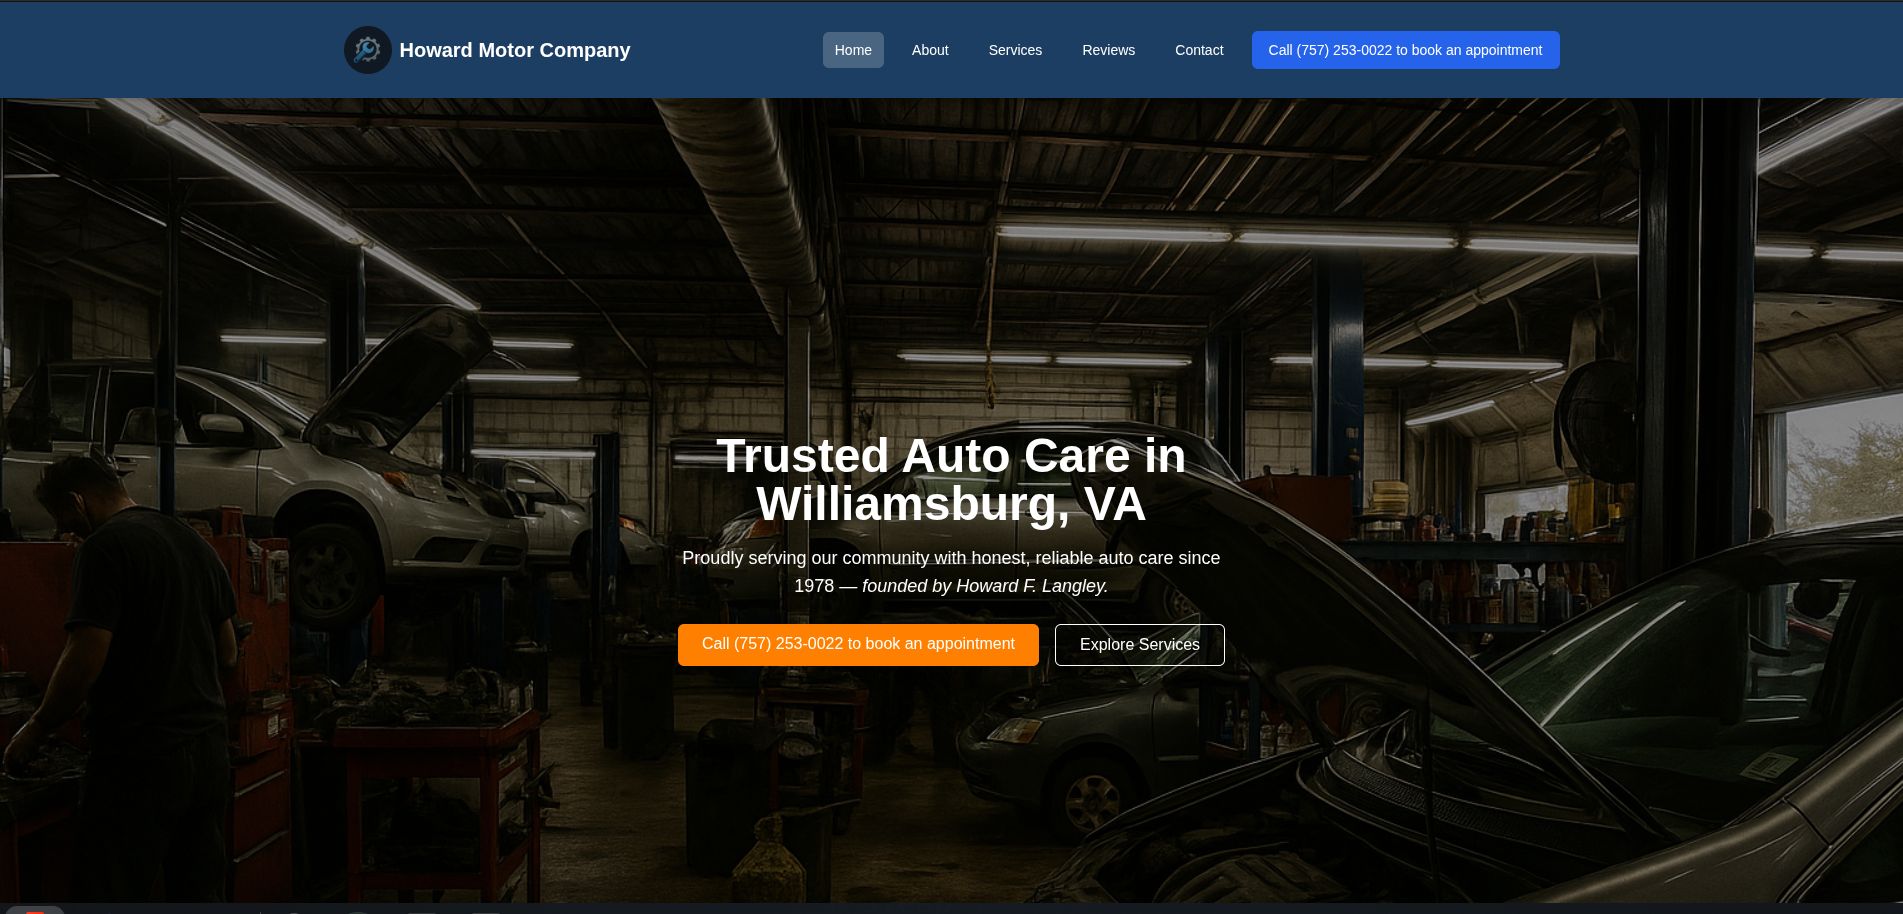 Howard Motor Company
Home
About
Services
Reviews
Contact
Call (757) 253-0022 to book an appointment
Trusted Auto Care in
Williamsburg, VA
Proudly serving our community with honest, reliable auto care since
1978 — founded by Howard F. Langley.
Call (757) 253-0022 to book an appointment
Explore Services